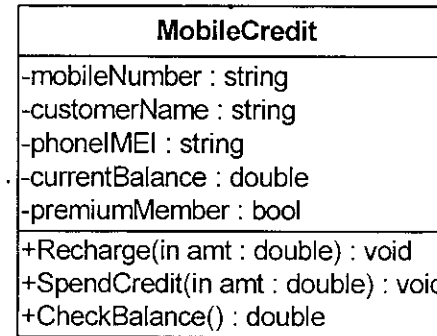 MobileCredit
-mobileNumber : string
-customerName : string
-phoneIMEI : string
-currentBalance : double
-premiumMember : bool
+Recharge(in amt : double) : void
+SpendCredit(in amt : double) : void
+CheckBalance() : double